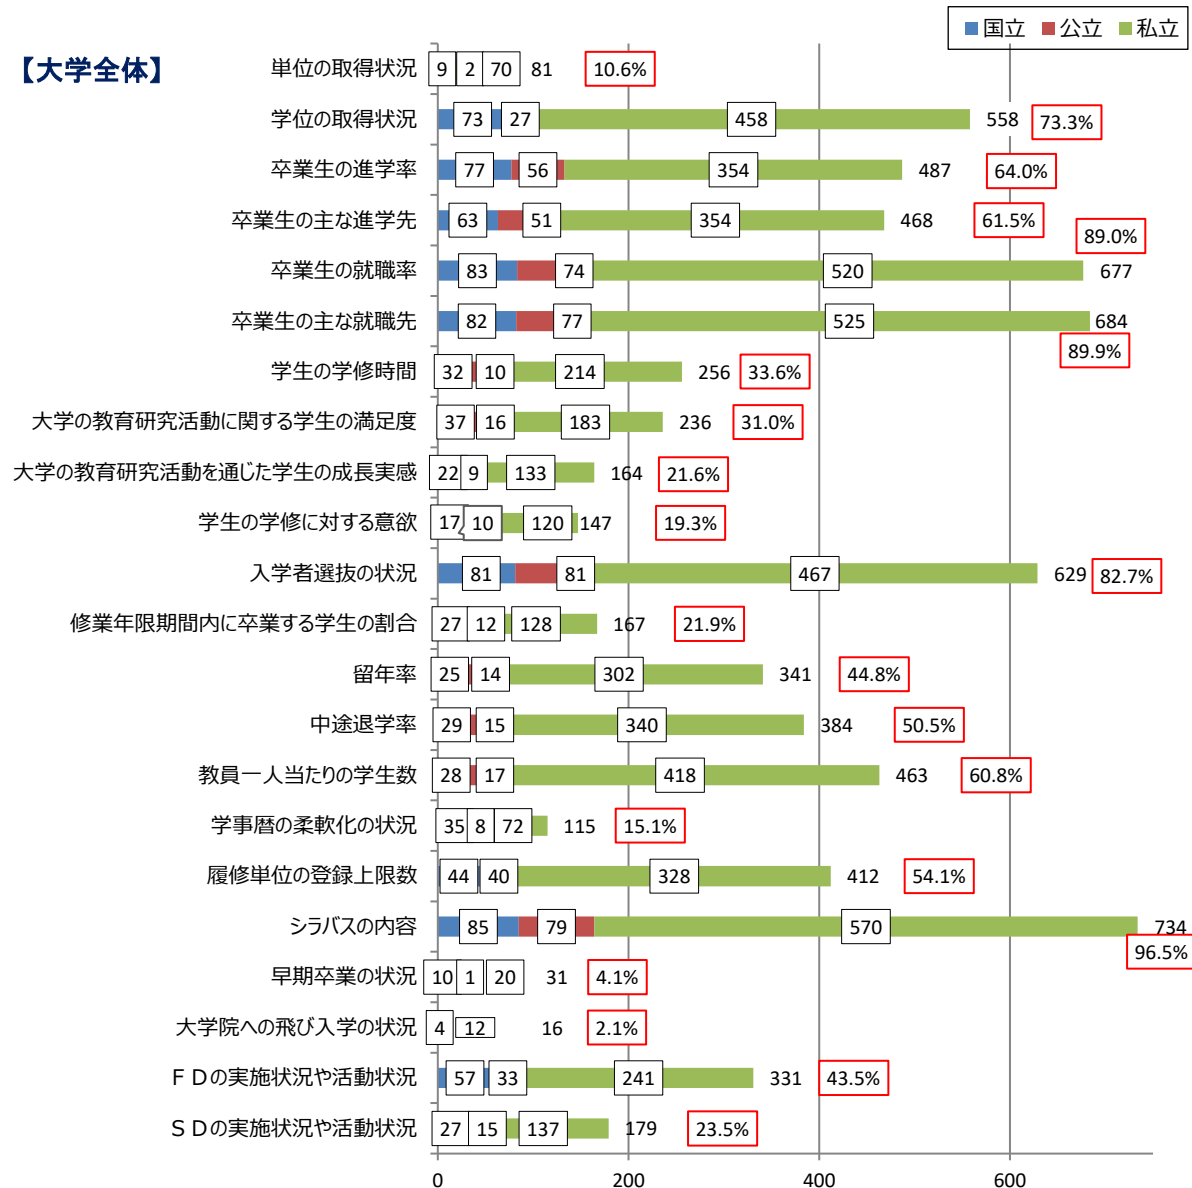 国立 公立 私立
【大学全体】
単位の取得状況 9 2 70 81 10.6%
学位の取得状況 73 27 458 558 73.3%
卒業生の進学率 77 56 354 487 64.0%
卒業生の主な進学先 63 51 354 468 61.5%
89.0%
卒業生の就職率 83 74 520 677
卒業生の主な就職先 82 77 525 684
89.9%
学生の学修時間 32 10 214 256 33.6%
大学の教育研究活動に関する学生の満足度 37 16 183 236 31.0%
大学の教育研究活動を通じた学生の成長実感 22 9 133 164 21.6%
学生の学修に対する意欲 17 10 120 147 19.3%
入学者選抜の状況 81 81 467 629 82.7%
修業年限期間内に卒業する学生の割合 27 12 128 167 21.9%
留年率 25 14 302 341 44.8%
中途退学率 29 15 340 384 50.5%
教員一人当たりの学生数 28 17 418 463 60.8%
学事暦の柔軟化の状況 35 8 72 115 15.1%
履修単位の登録上限数 44 40 328 412 54.1%
シラバスの内容 85 79 570 734
96.5%
早期卒業の状況 10 1 20 31 4.1%
大学院への飛び入学の状況 4 12 16 2.1%
ＦＤの実施状況や活動状況 57 33 241 331 43.5%
ＳＤの実施状況や活動状況 27 15 137 179 23.5%
0 200 400 600